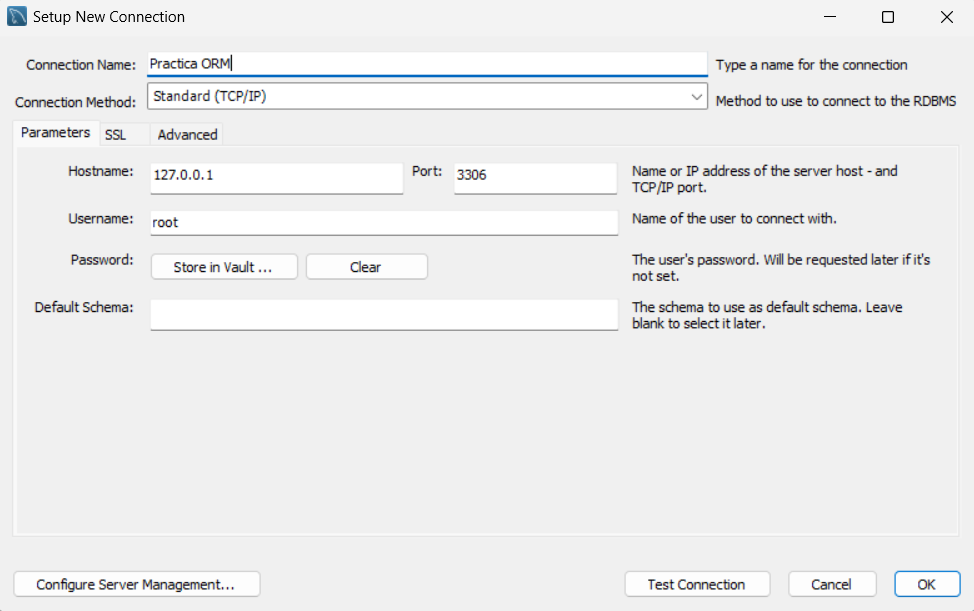 Setup New Connection
Connection Name: Practica ORM Type a name for the connection
Connection Method: Standard (TCP/IP) Method to use to connect to the RDBMS
Parameters SSL Advanced
Hostname: 127.0.0.1 Port: 3306 Name or IP address of the server host - and
TCP/IP port.
Username: root Name of the user to connect with.
Password: Store in Vault ... Clear The user's password. Will be requested later if it's
not set.
Default Schema: The schema to use as default schema. Leave
blank to select it later.
Configure Server Management... Test Connection Cancel OK